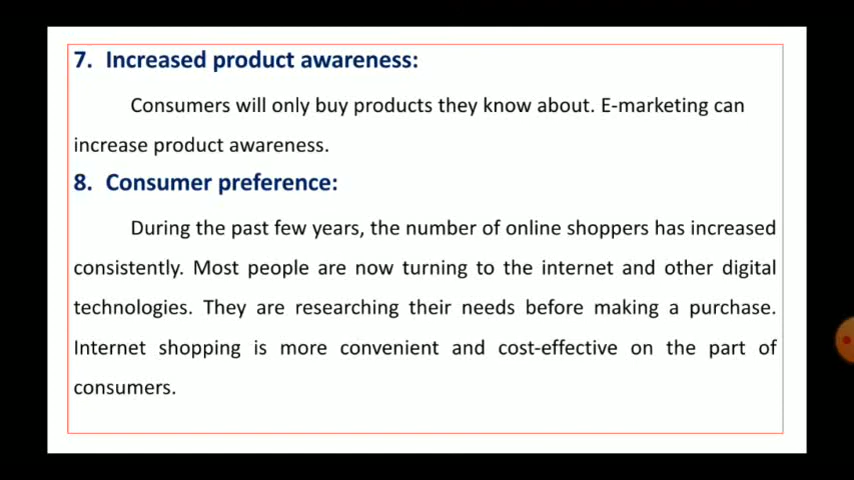 7. Increased product awareness:
Consumers will only buy products they know about. E-marketing can
increase product awareness.
8. Consumer preference:
During the past few years, the number of online shoppers has increased
consistently. Most people are now turning to the internet and other digital
technologies. They are researching their needs before making a purchase.
Internet shopping is more convenient and cost-effective on the part of
consumers.